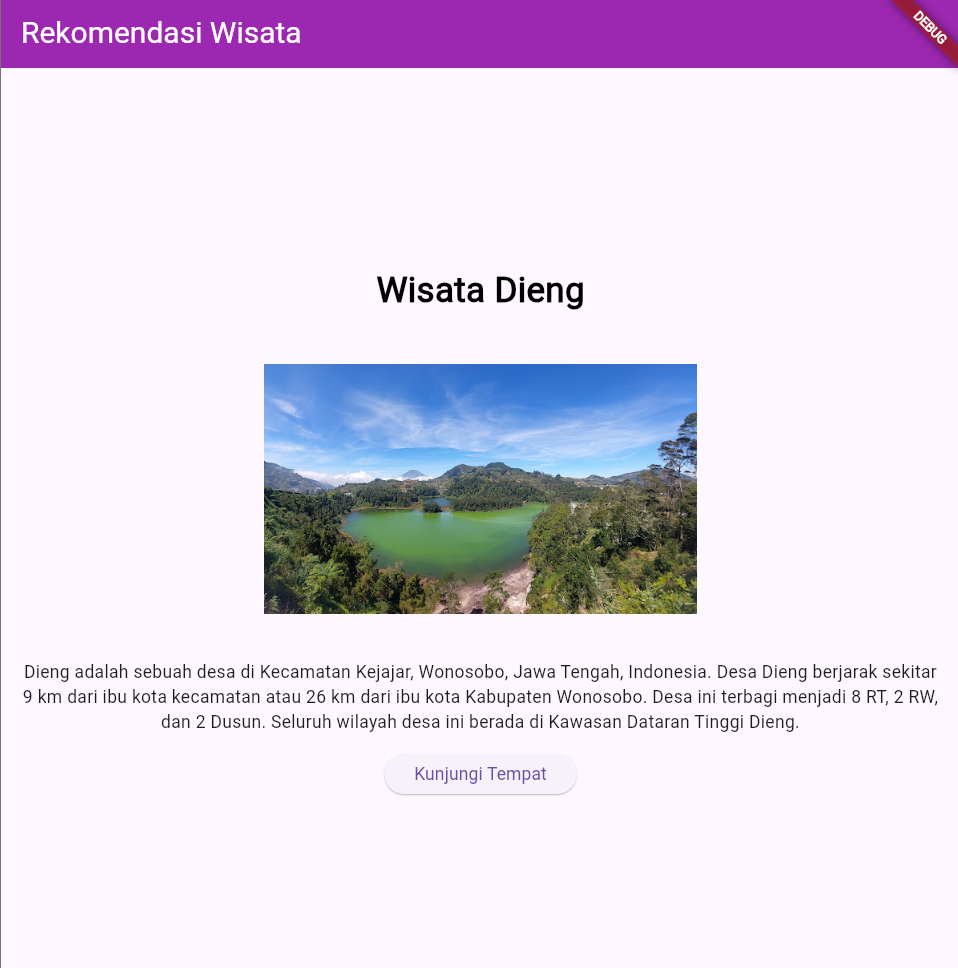 Rekomendasi Wisata
DEBUG
Wisata Dieng
Dieng adalah sebuah desa di Kecamatan Kejajar, Wonosobo, Jawa Tengah, Indonesia. Desa Dieng berjarak sekitar
9 km dari ibu kota kecamatan atau 26 km dari ibu kota Kabupaten Wonosobo. Desa ini terbagi menjadi 8 RT, 2 RW,
dan 2 Dusun. Seluruh wilayah desa ini berada di Kawasan Dataran Tinggi Dieng.
Kunjungi Tempat